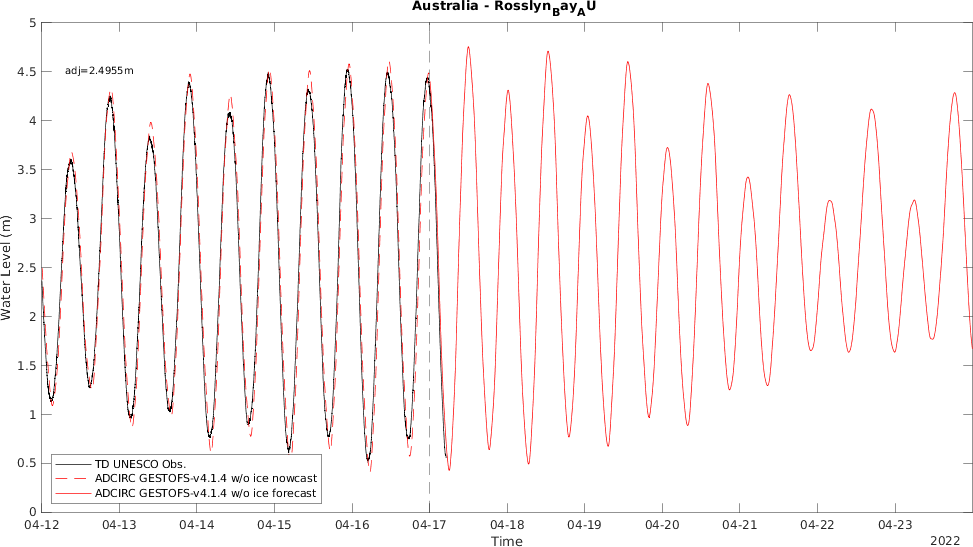 Australia - Rosslyn_Bay_AU
5
4.5
4
3.5
3
2.5
2
1.5
1
0.5
0
adj=2.4955m
Water Level (m)
TD UNESCO Obs.
ADCIRC GESTOFS-v4.1.4 w/o ice nowcast
ADCIRC GESTOFS-v4.1.4 w/o ice forecast
04-12 04-13 04-14 04-15 04-16 04-17 04-18 04-19 04-20 04-21 04-22 04-23
Time
2022